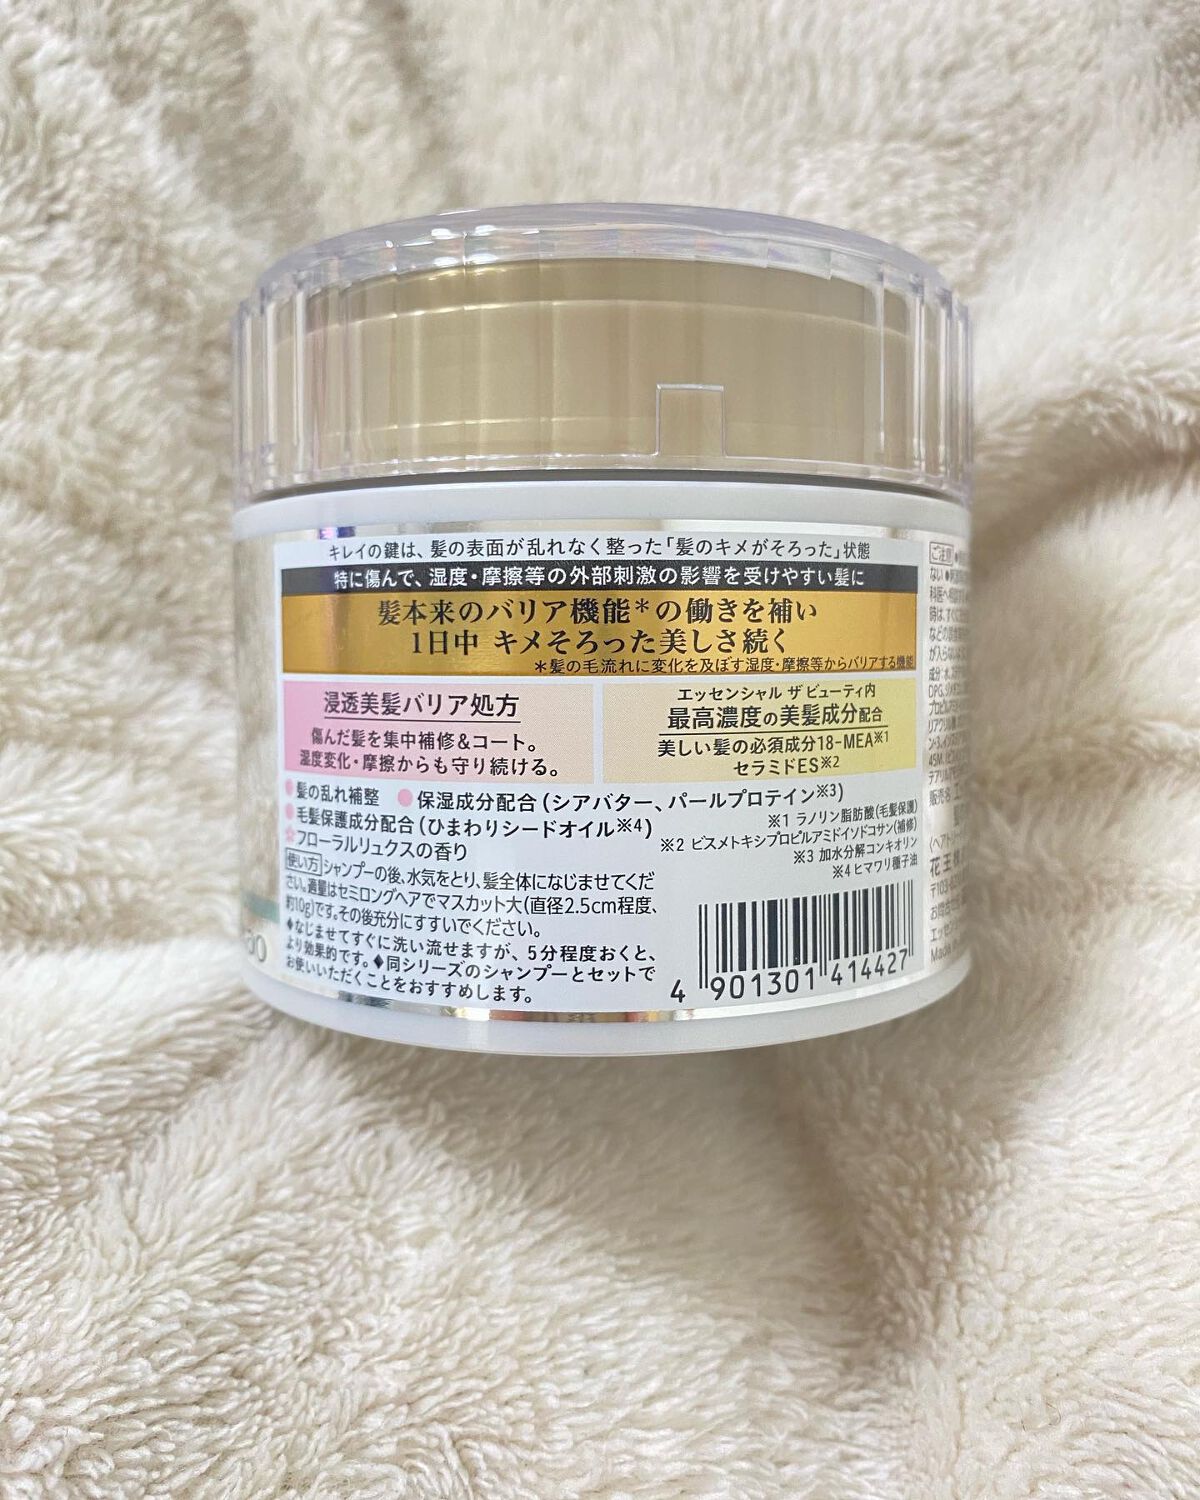 キレイの鍵は、髪の表面が乱れなく整った「髪のキメがそろった」状態
特に傷んで、湿度・摩擦等の外部刺激の影響を受けやすい髪に
髪本来のバリア機能＊の働きを補い
1日中 キメそろった美しさ続く
＊髪の毛流れに変化を及ぼす湿度・摩擦等からバリアする機能
浸透美髪バリア処方
傷んだ髪を集中補修＆コート。
湿度変化・摩擦からも守り続ける。
エッセンシャル ザ ビューティ内
最高濃度の美髪成分配合
美しい髪の必須成分18-MEA※1
セラミドES※2
●髪の乱れ補整 ●保湿成分配合(シアバター、パールプロテイン※3)
●毛髪保護成分配合(ひまわりシードオイル※4)
フローラルリュクスの香り
※1 ラノリン脂肪酸(毛髪保護)
※2 ビスメトキシプロピルアミドイソドコサン(補修)
※3 加水分解コンキオリン
※4 ヒマワリ種子油
使い方 シャンプーの後、水気をとり、髪全体になじませてくだ
さい。適量はセミロングヘアでマスカット大(直径2.5cm程度、
約10g)です。その後充分にすすいでください。
◆なじませてすぐに洗い流せますが、5分程度おくと、
より効果的です。◆同シリーズのシャンプーとセットで
お使いいただくことをおすすめします。
4 901301 414427
ご注意
花王
Made in